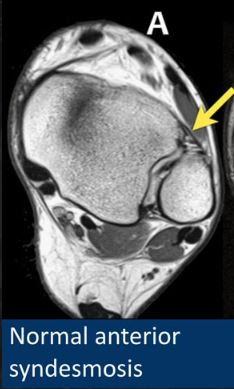 A
Normal anterior
syndesmosis